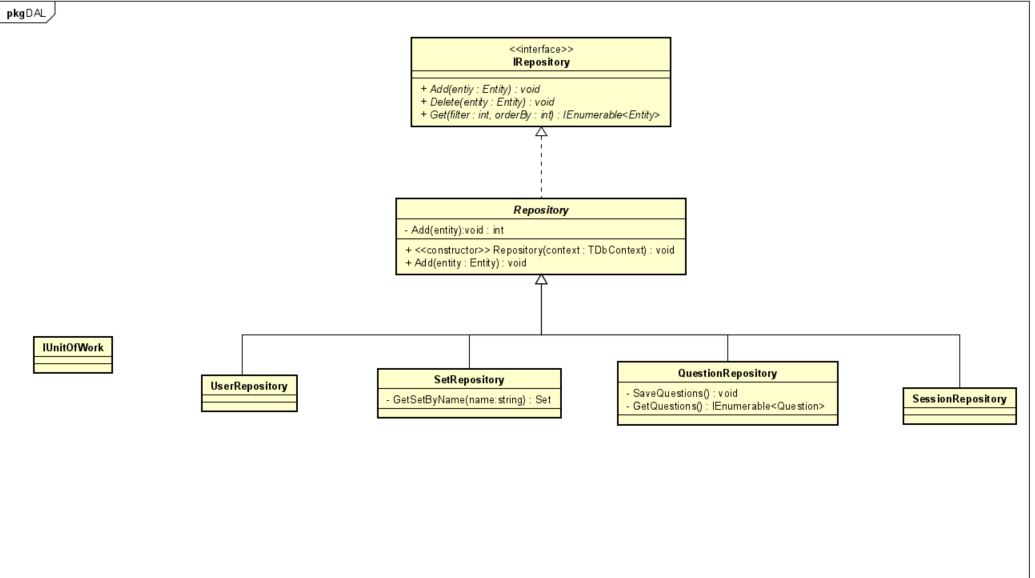 pkg DAL
<<interface>>
IRepository
+ Add(entiy : Entity) : void
+ Delete(entity : Entity) : void
+ Get(filter : int, orderBy : int) : IEnumerable<Entity>
Repository
- Add(entity):void : int
+ <<constructor>> Repository(context : TDbContext) : void
+ Add(entity : Entity) : void
IUnitOfWork
UserRepository
SetRepository
- GetSetByName(name:string) : Set
QuestionRepository
- SaveQuestions() : void
- GetQuestions() : IEnumerable<Question>
SessionRepository